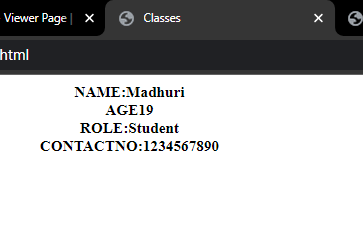 Viewer Page |
Classes
html
NAME:Madhuri
AGE19
ROLE:Student
CONTACTNO:1234567890